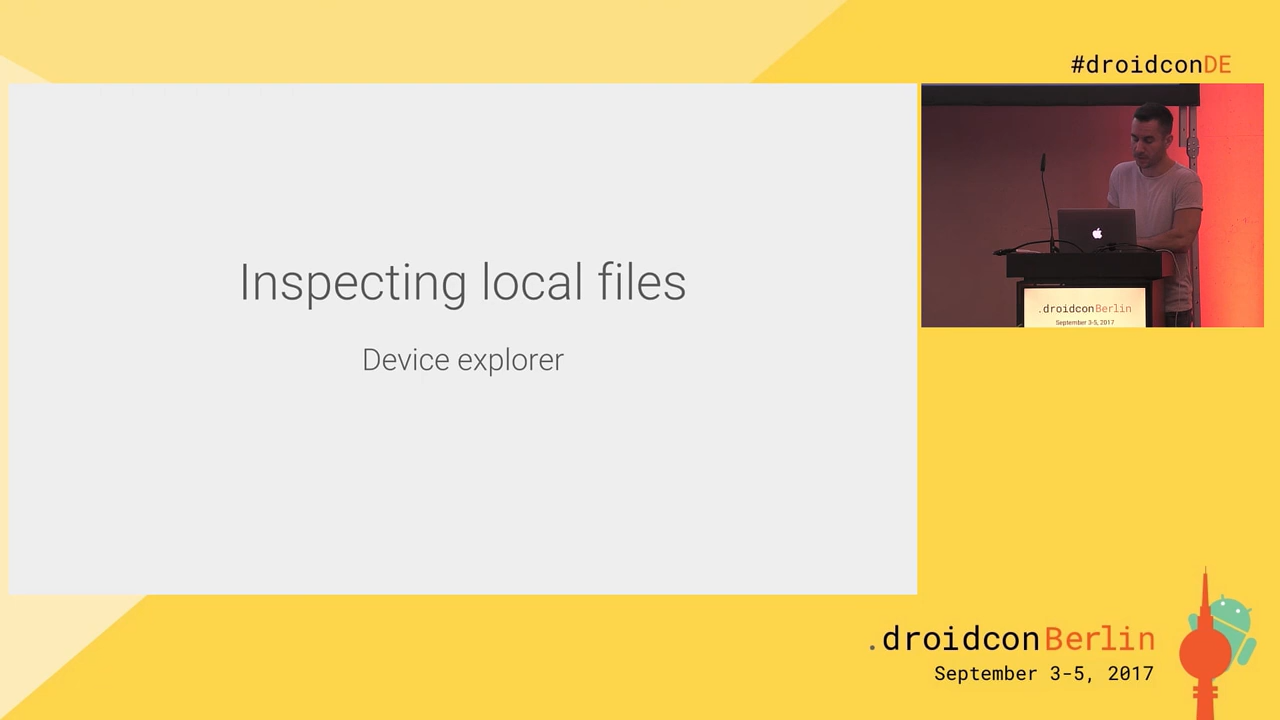 #droidconDE
Inspecting local files
Device explorer
.droidconBerlin
September 3-5, 2017
.droidconBerlin
September 3-5, 2017